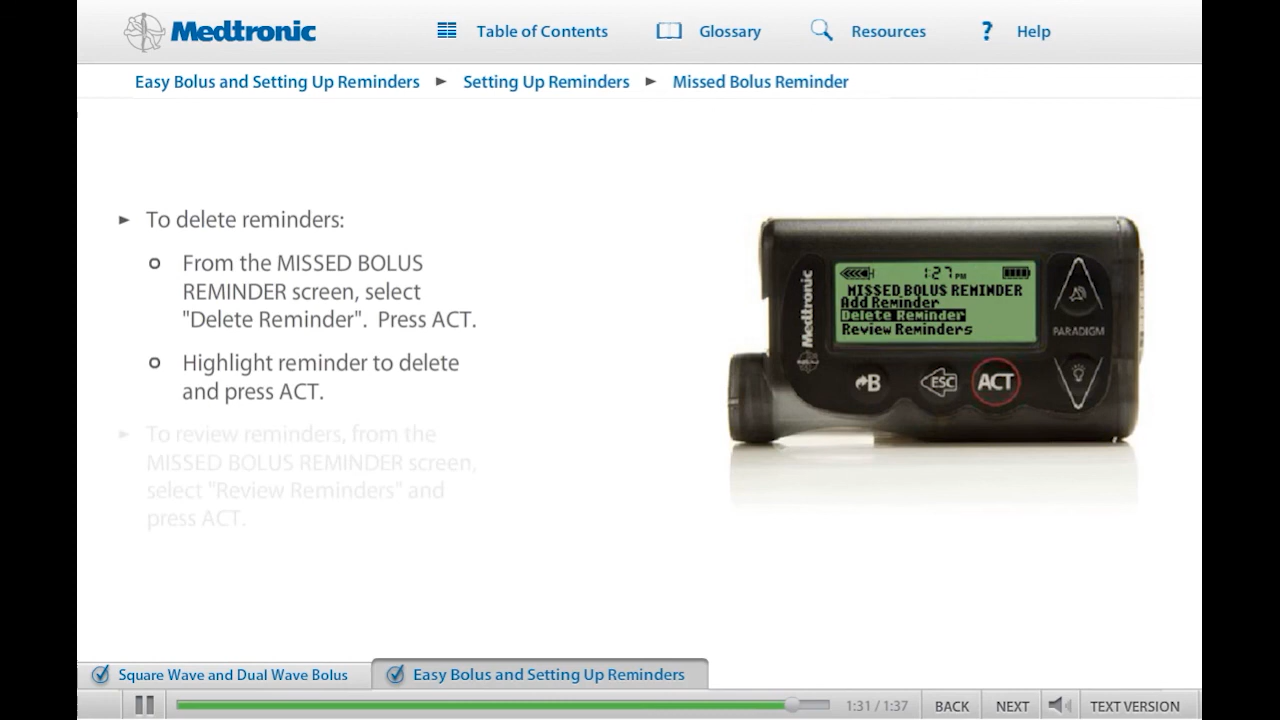 Medtronic
Table of Contents
Glossary
Resources
? Help
Easy Bolus and Setting Up Reminders ► Setting Up Reminders ► Missed Bolus Reminder
► To delete reminders:
o From the MISSED BOLUS
REMINDER screen, select
"Delete Reminder". Press ACT.
o Highlight reminder to delete
and press ACT.
► To review reminders, from the
MISSED BOLUS REMINDER screen,
select "Review Reminders" and
press ACT.
Medtronic
1:27 PM
MISSED BOLUS REMINDER
Add Reminder
Delete Reminder
Review Reminders
PARADIGM
B
ESC
ACT
Square Wave and Dual Wave Bolus
Easy Bolus and Setting Up Reminders
1:31 / 1:37
BACK
NEXT
TEXT VERSION